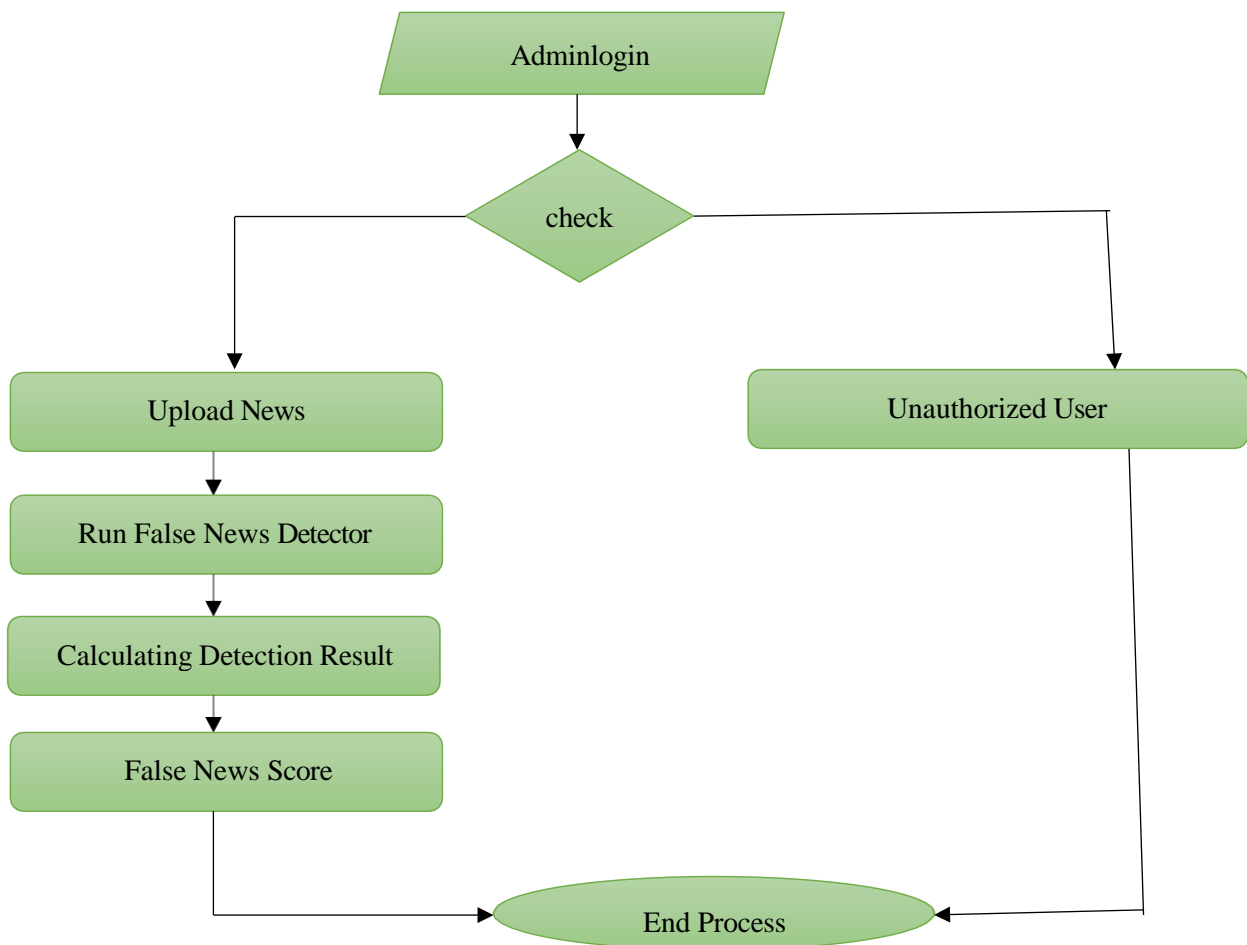 Adminlogin
check
Upload News
Unauthorized User
Run False News Detector
Calculating Detection Result
False News Score
End Process